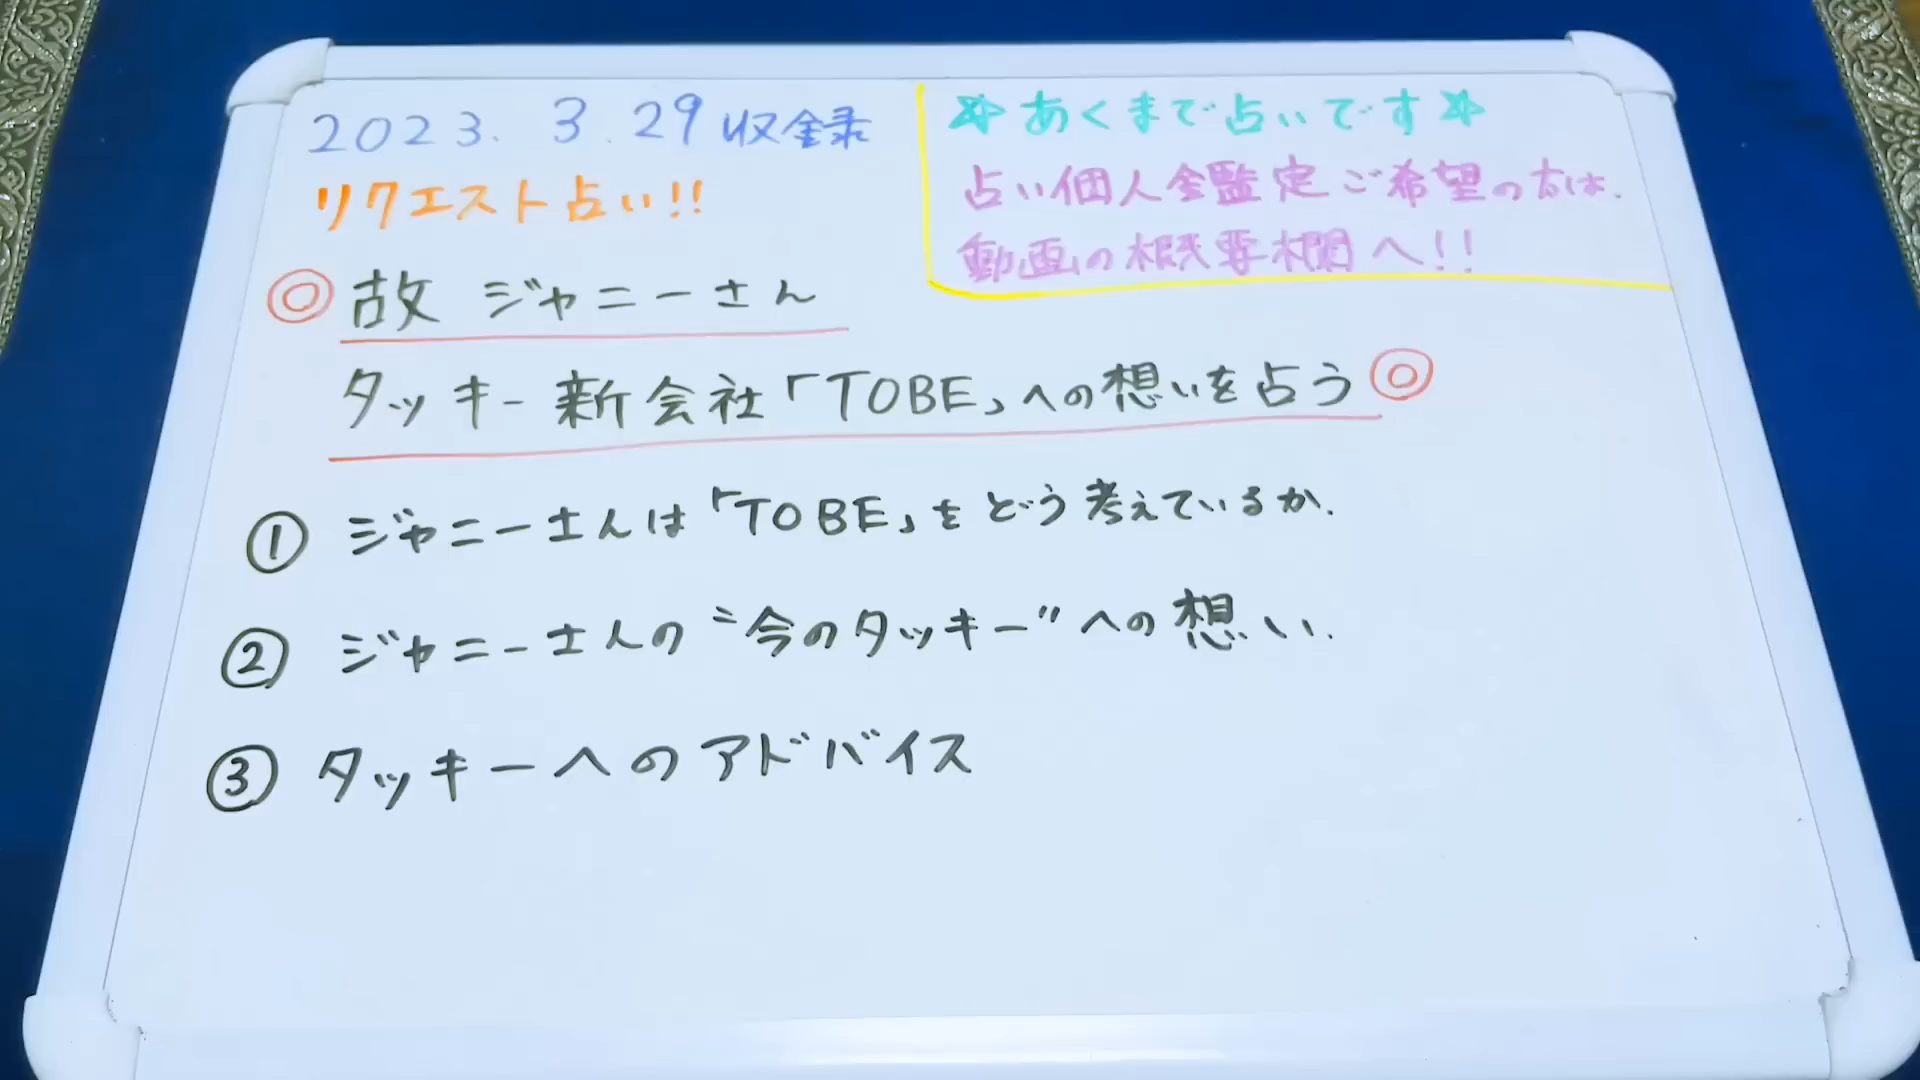 2023. 3. 29 収録
リクエスト占い!!
☆あくまで占いです☆
占い個人鑑定ご希望の方は、
動画の概要欄へ!!
◎故 ジャニーさん
タッキー新会社「TOBE」への想いを占う◎
① ジャニーさんは「TOBE」をどう考えているか.
② ジャニーさんの〝今のタッキー〟への想い.
③ タッキーへのアドバイス